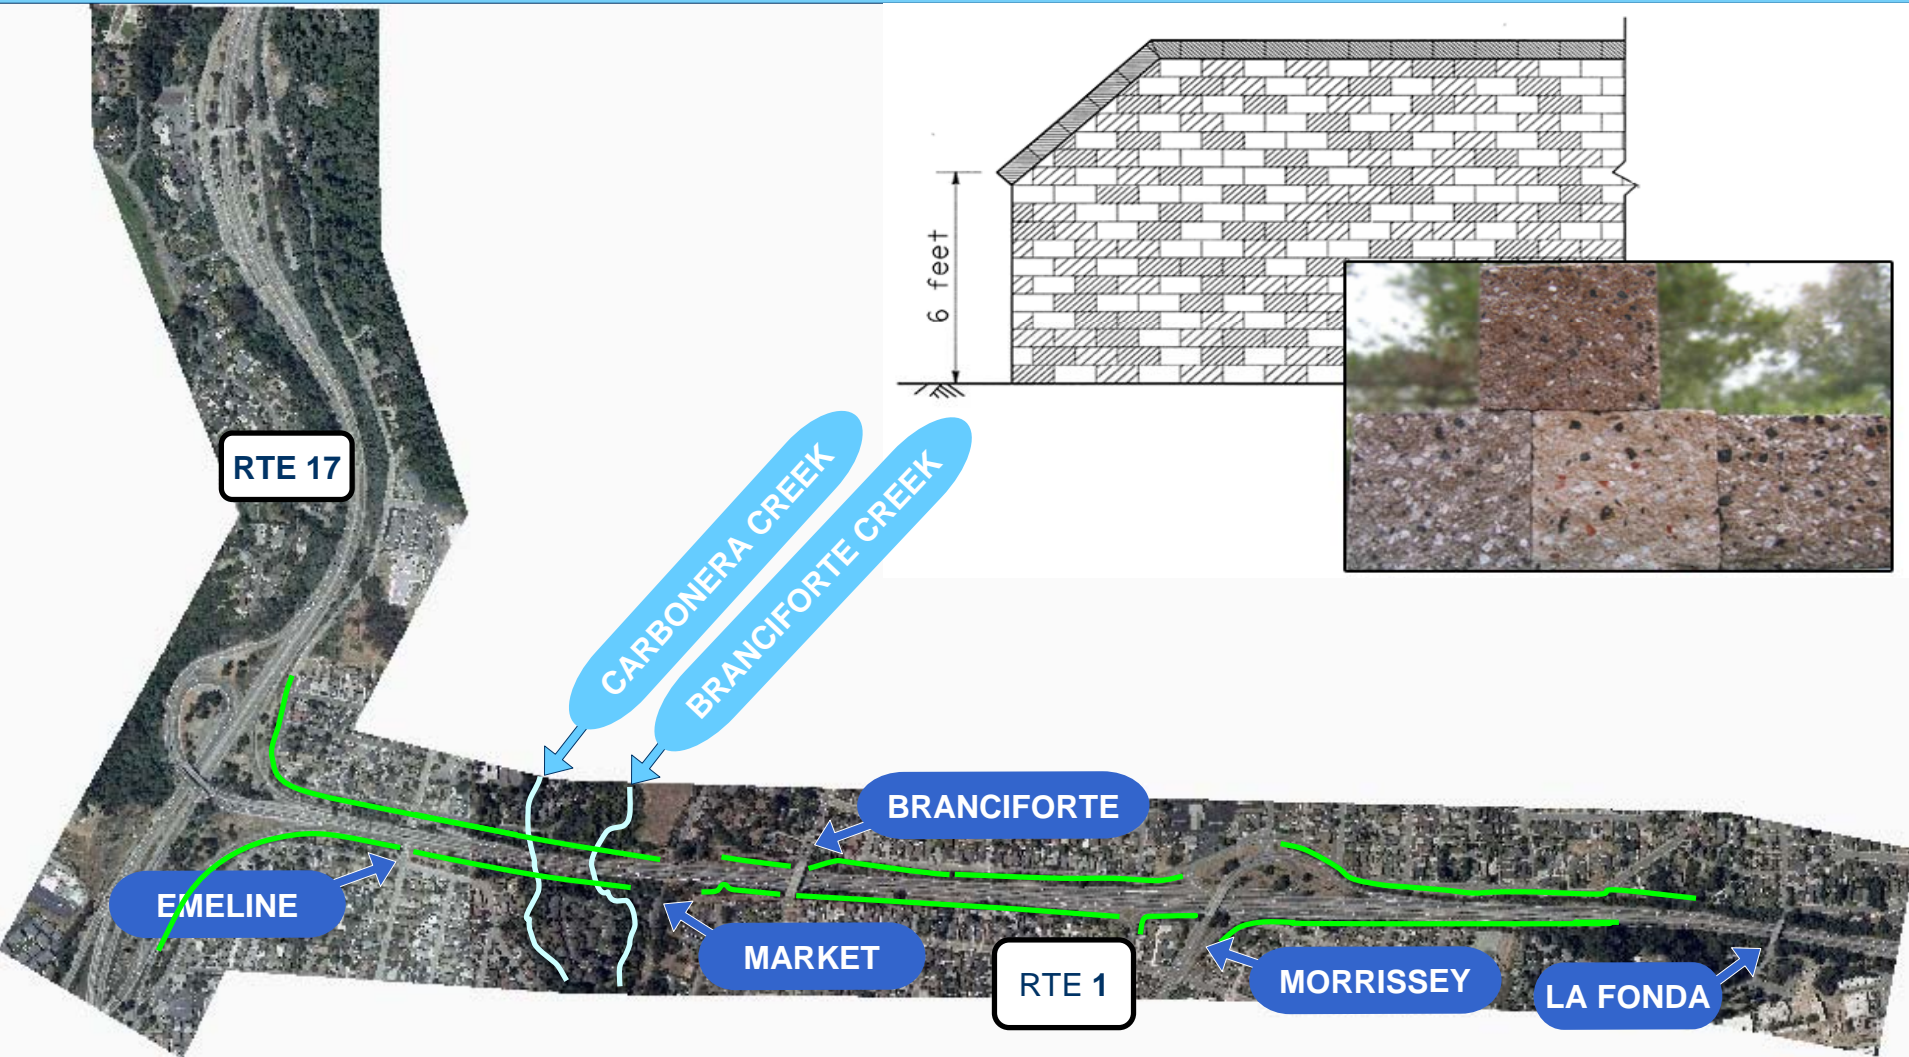 6 feet
RTE 17
CARBONERA CREEK
BRANCIFORTE CREEK
BRANCIFORTE
EMELINE
MARKET
RTE 1
MORRISSEY
LA FONDA